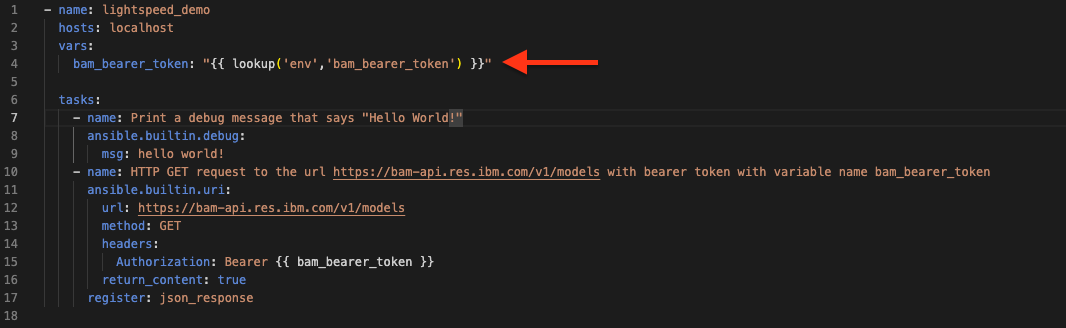 1 - name: lightspeed_demo
2 hosts: localhost
3 vars:
4 bam_bearer_token: "{{ lookup('env','bam_bearer_token') }}"
5
6 tasks:
7 - name: Print a debug message that says "Hello World!"
8 ansible.builtin.debug:
9 msg: hello world!
10 - name: HTTP GET request to the url https://bam-api.res.ibm.com/v1/models with bearer token with variable name bam_bearer_token
11 ansible.builtin.uri:
12 url: https://bam-api.res.ibm.com/v1/models
13 method: GET
14 headers:
15 Authorization: Bearer {{ bam_bearer_token }}
16 return_content: true
17 register: json_response
18